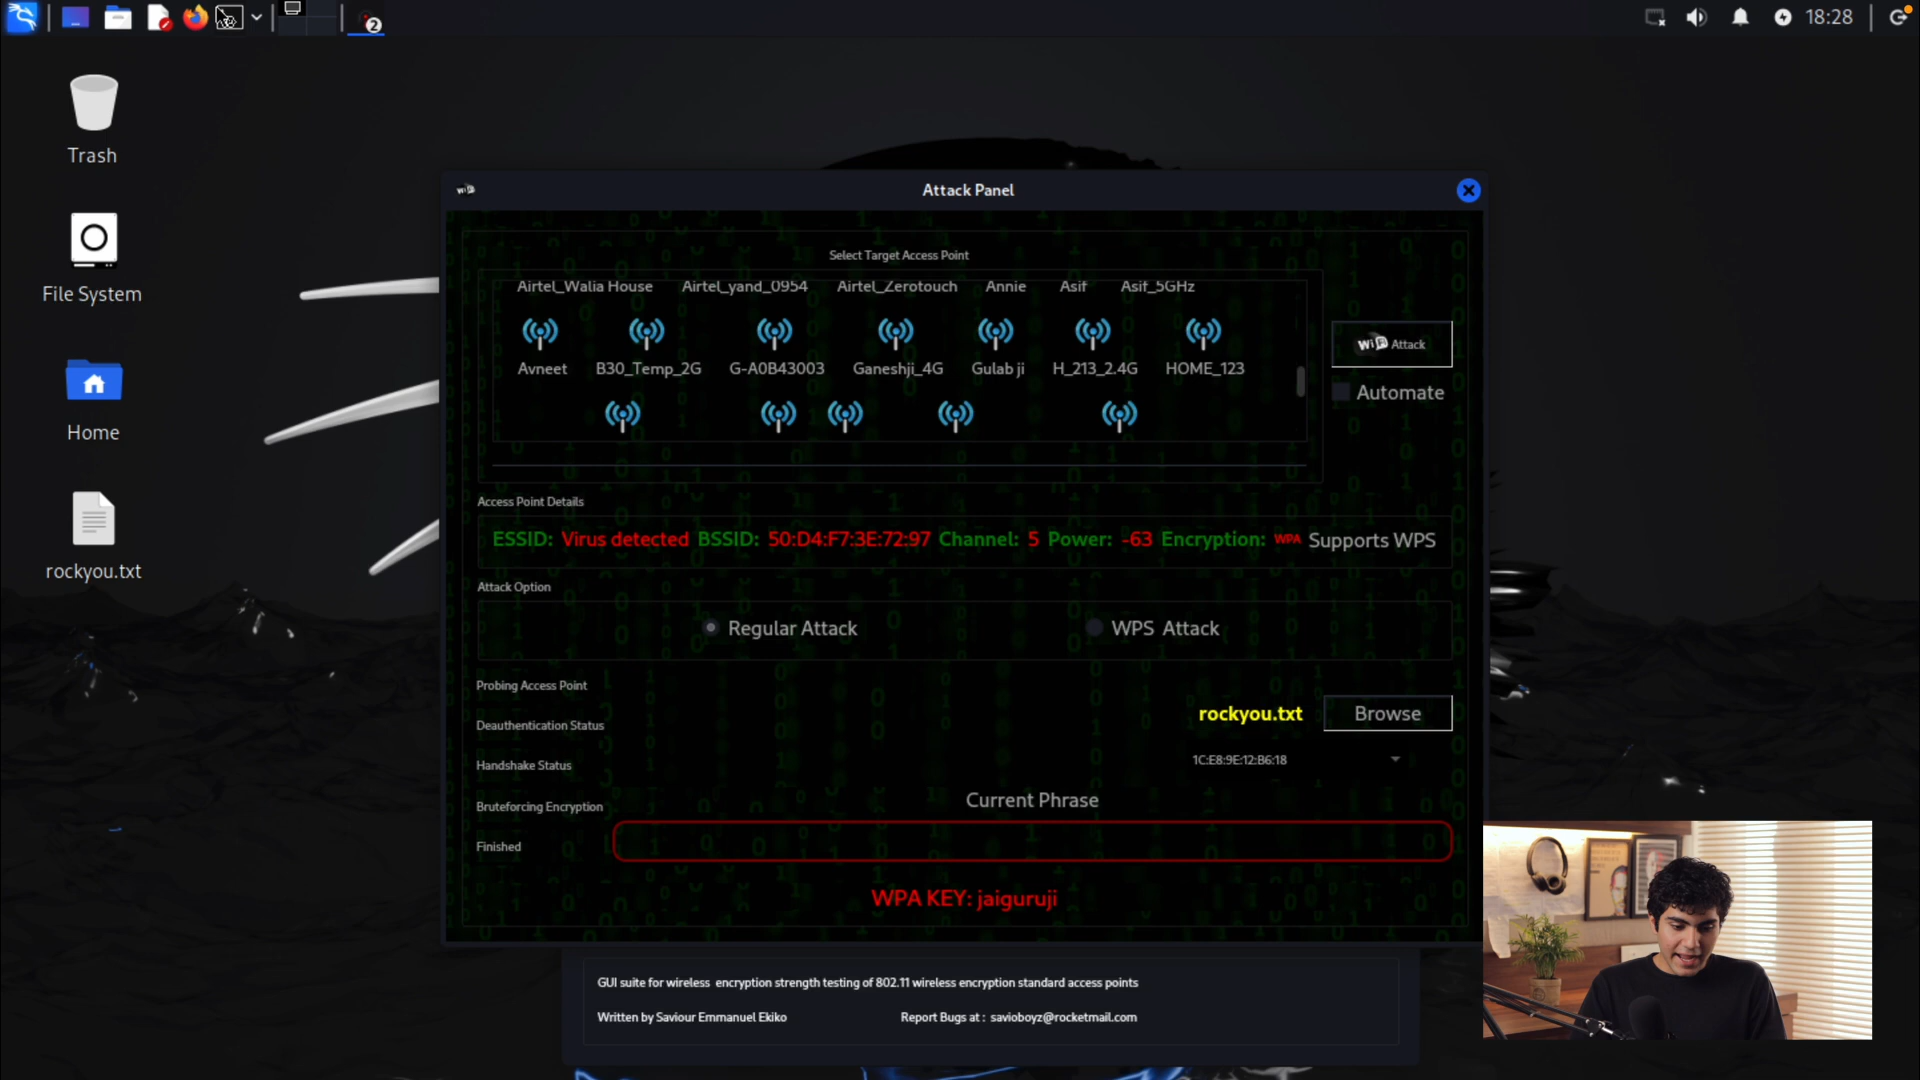 2
18:28
Trash
File System
Home
rockyou.txt
Attack Panel
Select Target Access Point
Airtel_Walia House Airtel_yand_0954 Airtel_Zerotouch Annie Asif Asif_5GHz
Avneet B30_Temp_2G G-A0B43003 Ganeshji_4G Gulab ji H_213_2.4G HOME_123
WiFi Attack
Automate
Access Point Details
ESSID: Virus detected BSSID: 50:D4:F7:3E:72:97 Channel: 5 Power: -63 Encryption: WPA Supports WPS
Attack Option
Regular Attack WPS Attack
Probing Access Point
rockyou.txt Browse
Deauthentication Status
Handshake Status
1C:E8:9E:12:B6:18
Current Phrase
Bruteforcing Encryption
Finished
WPA KEY: jaiguruji
GUI suite for wireless encryption strength testing of 802.11 wireless encryption standard access points
Written by Saviour Emmanuel Ekiko Report Bugs at : savioboyz@rocketmail.com